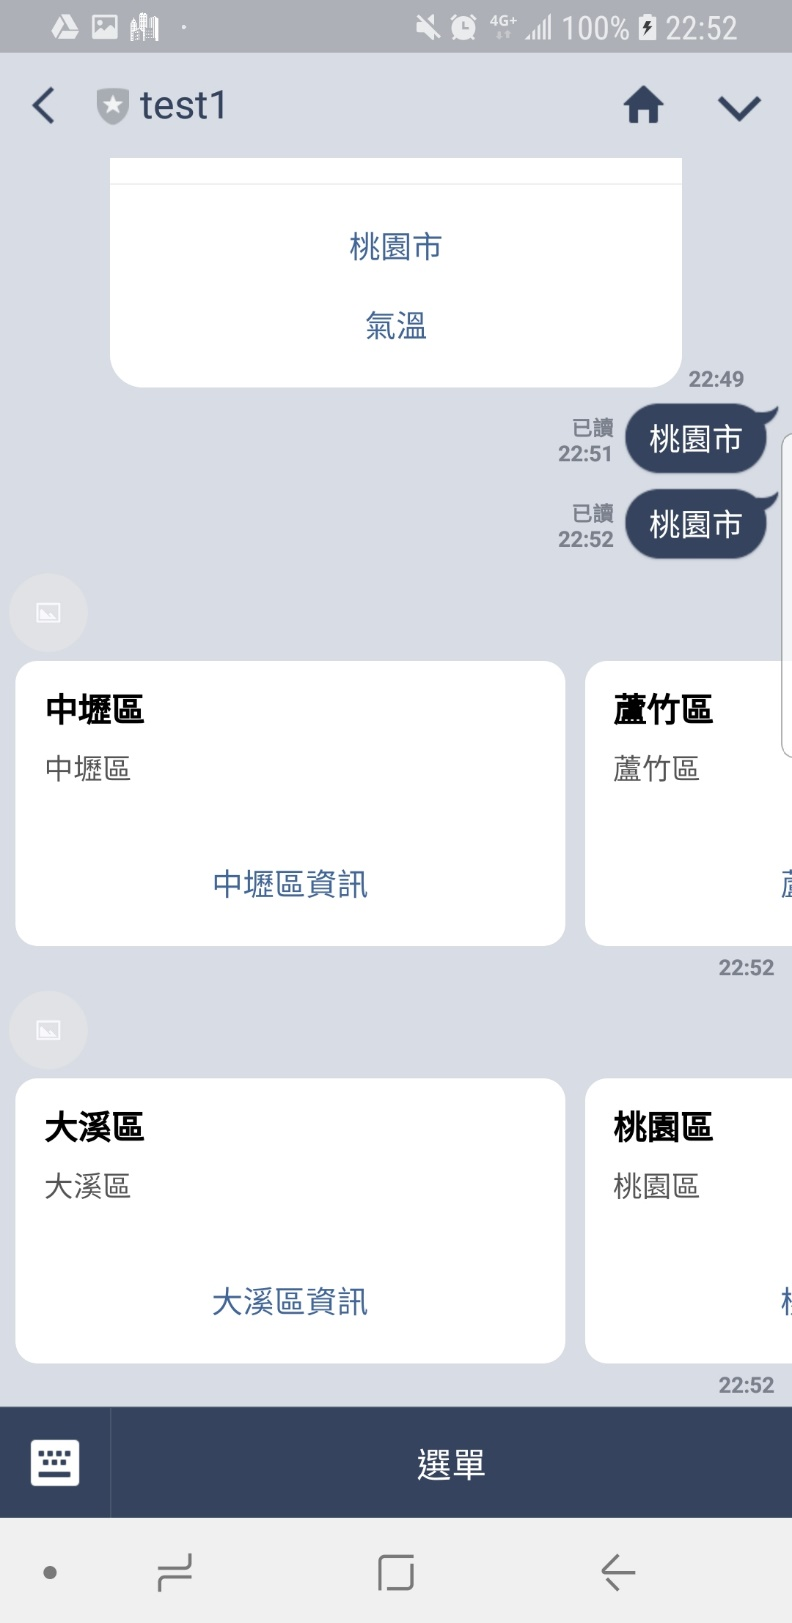 4G+ 100% 22:52
test1
桃園市
氣溫
22:49
已讀
22:51
桃園市
已讀
22:52
桃園市
中壢區
中壢區
中壢區資訊
蘆竹區
蘆竹區
22:52
大溪區
大溪區
大溪區資訊
桃園區
桃園區
22:52
選單